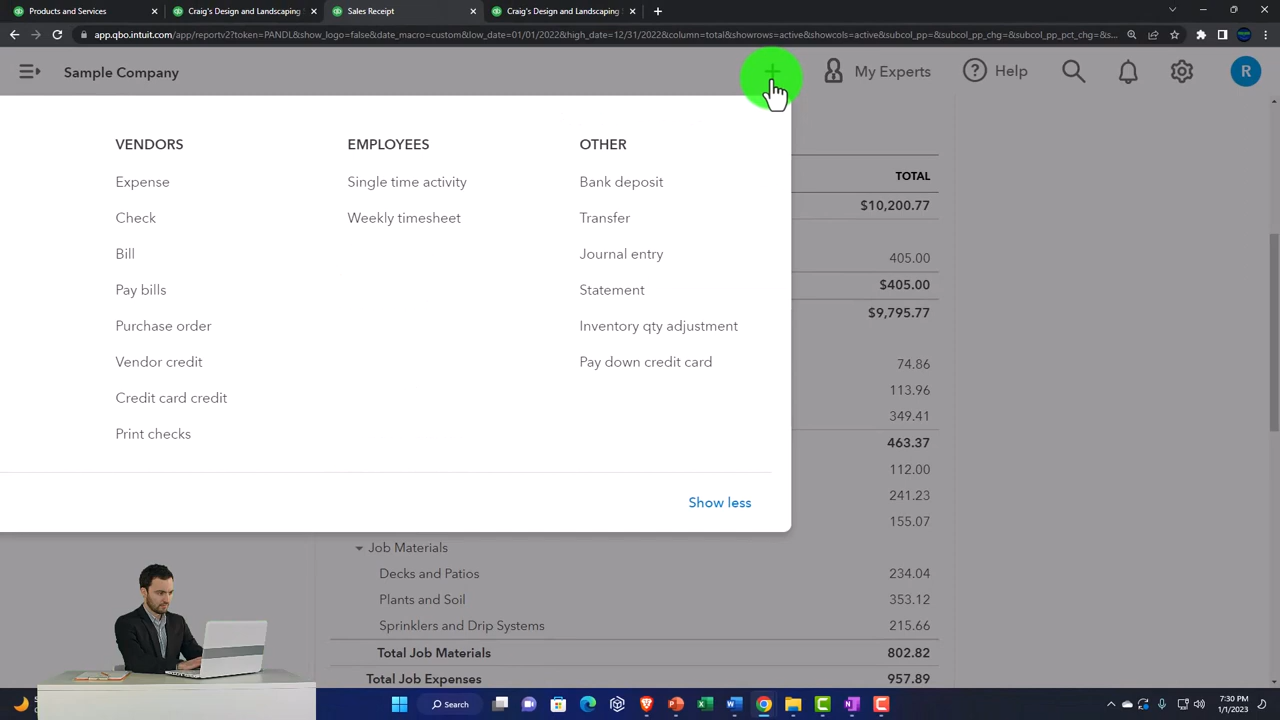 Products and Services
Craig's Design and Landscaping
Sales Receipt
Craig's Design and Landscaping
app.qbo.intuit.com/app/reportv2?token=PANDL&show_logo=false&date_macro=custom&low_date=01/01/2022&high_date=12/31/2022&column=total&showrows=active&showcols=active&subcol_pp=&subcol_pp_chg=&subcol_pp_pct_chg=&s...
Sample Company
My Experts
Help
R
VENDORS
Expense
Check
Bill
Pay bills
Purchase order
Vendor credit
Credit card credit
Print checks
EMPLOYEES
Single time activity
Weekly timesheet
OTHER
Bank deposit
Transfer
Journal entry
Statement
Inventory qty adjustment
Pay down credit card
Show less
TOTAL
$10,200.77
405.00
$405.00
$9,795.77
74.86
113.96
349.41
463.37
112.00
241.23
155.07
Job Materials
Decks and Patios 234.04
Plants and Soil 353.12
Sprinklers and Drip Systems 215.66
Total Job Materials 802.82
Total Job Expenses 957.89
Search
7:30 PM
1/1/2023